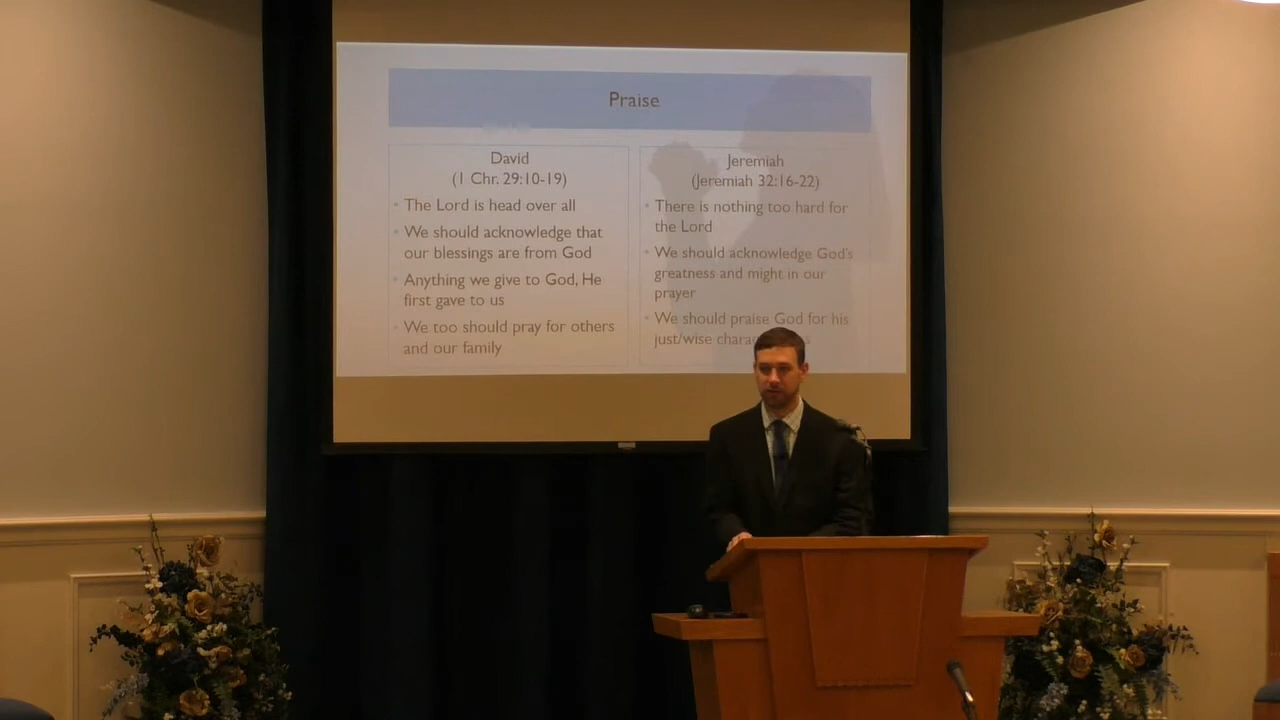 Praise
David
(1 Chr. 29:10-19)
• The Lord is head over all
• We should acknowledge that
our blessings are from God
• Anything we give to God, He
first gave to us
• We too should pray for others
and our family
Jeremiah
(Jeremiah 32:16-22)
• There is nothing too hard for
the Lord
• We should acknowledge God's
greatness and might in our
prayer
• We should praise God for his
just/wise